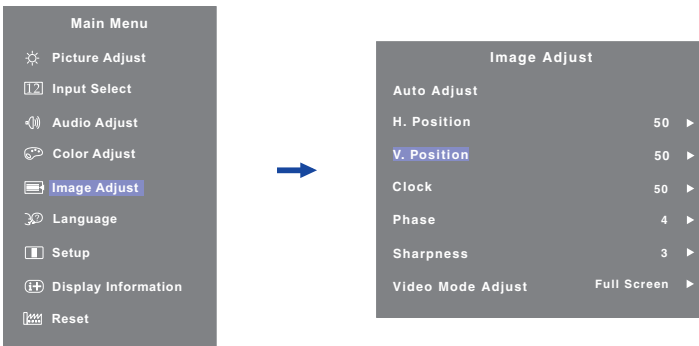 Main Menu
Picture Adjust
12 Input Select
Audio Adjust
Color Adjust
Image Adjust
Language
Setup
Display Information
Reset
Image Adjust
Auto Adjust
H. Position 50
V. Position 50
Clock 50
Phase 4
Sharpness 3
Video Mode Adjust Full Screen